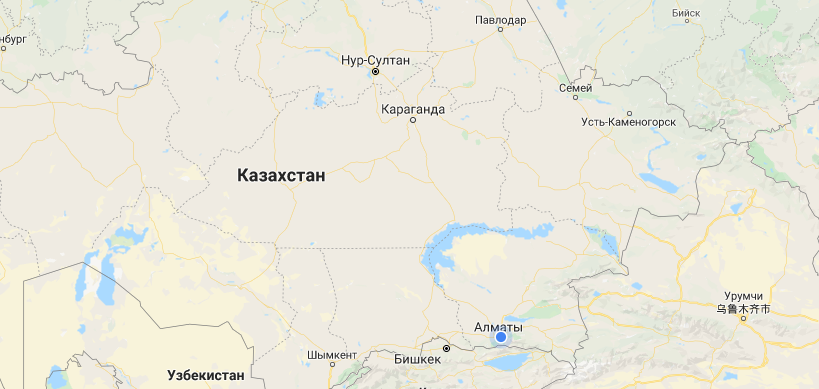 Павлодар
Бийск
нбург
Нур-Султан
Семей
Караганда
Усть-Каменогорск
Казахстан
Урумчи
乌鲁木齐市
Алматы
Шымкент
Бишкек
Узбекистан